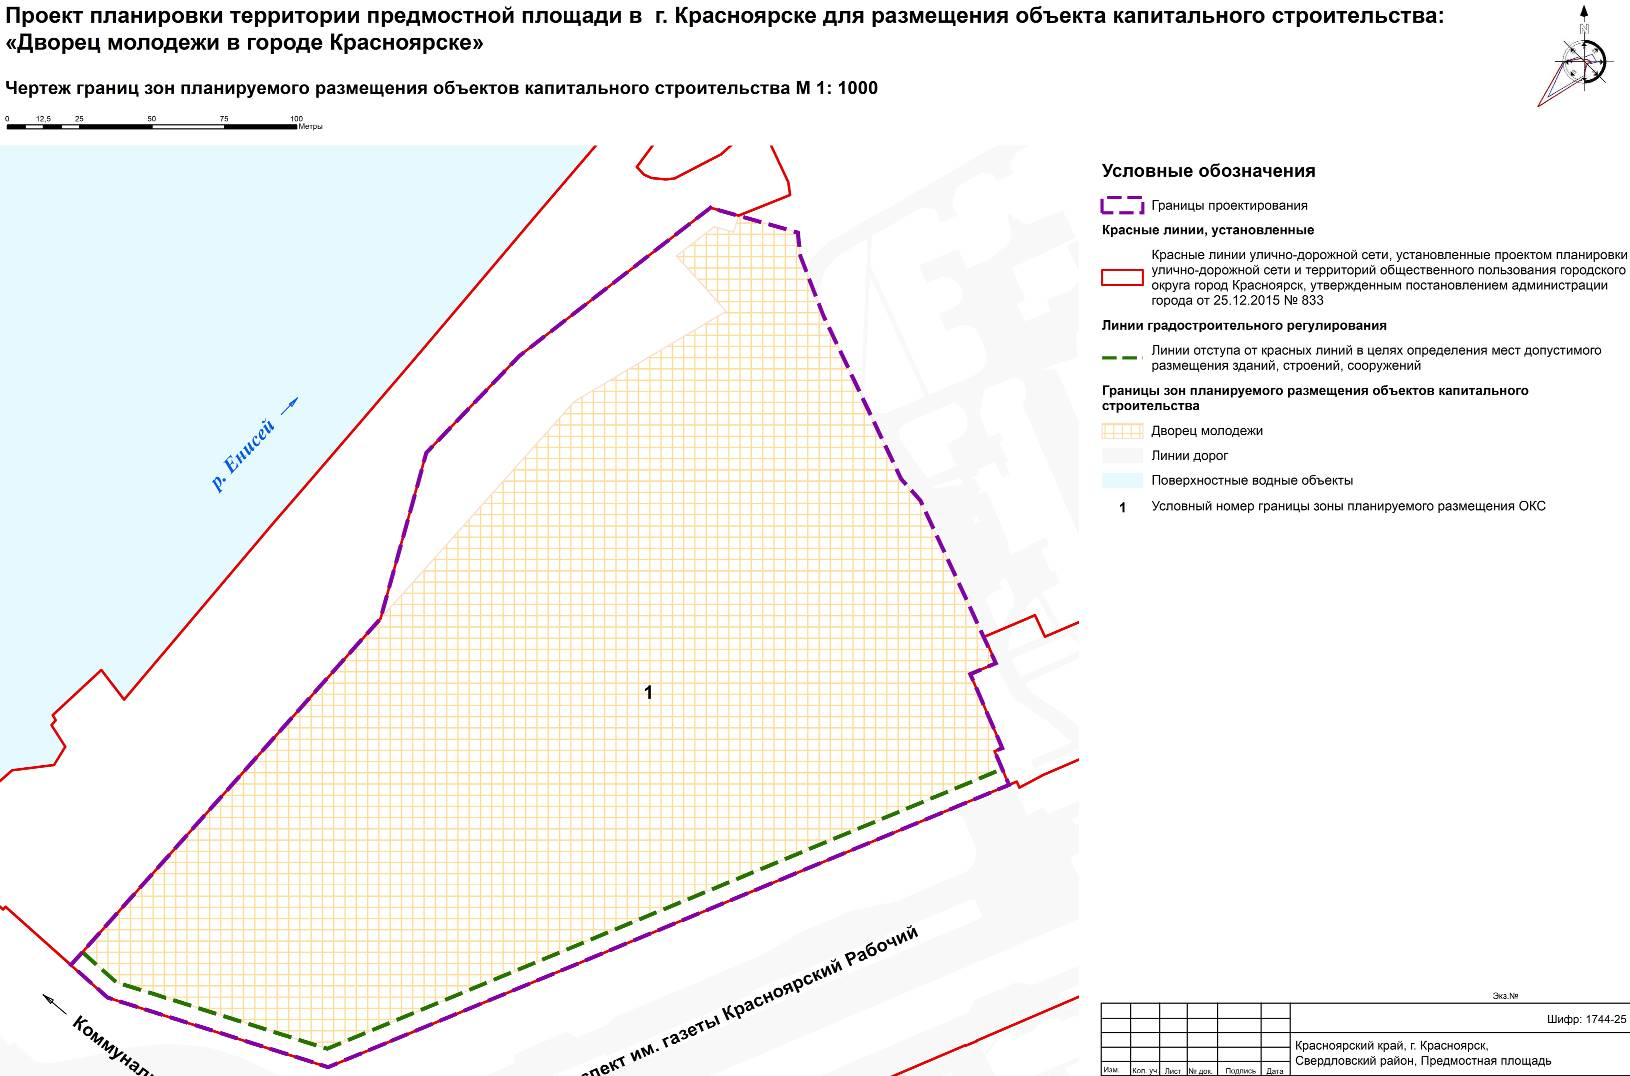 Проект планировки территории предмостной площади в г. Красноярске для размещения объекта капитального строительства:
«Дворец молодежи в городе Красноярске»
N
Чертеж границ зон планируемого размещения объектов капитального строительства М 1: 1000
0 12,5 25 50 75 100
Метры
Условные обозначения
Границы проектирования
Красные линии, установленные
Красные линии улично-дорожной сети, установленные проектом планировки
улично-дорожной сети и территорий общественного пользования городского
округа город Красноярск, утвержденным постановлением администрации
города от 25.12.2015 № 833
Линии градостроительного регулирования
Линии отступа от красных линий в целях определения мест допустимого
размещения зданий, строений, сооружений
Границы зон планируемого размещения объектов капитального
строительства
Дворец молодежи
Линии дорог
Поверхностные водные объекты
1 Условный номер границы зоны планируемого размещения ОКС
р. Енисей
1
пект им. газеты Красноярский Рабочий
Коммунал
Экз.№
Шифр: 1744-25
Красноярский край, г. Красноярск,
Свердловский район, Предмостная площадь
Изм. Кол. уч Лист № док. Подпись Дата